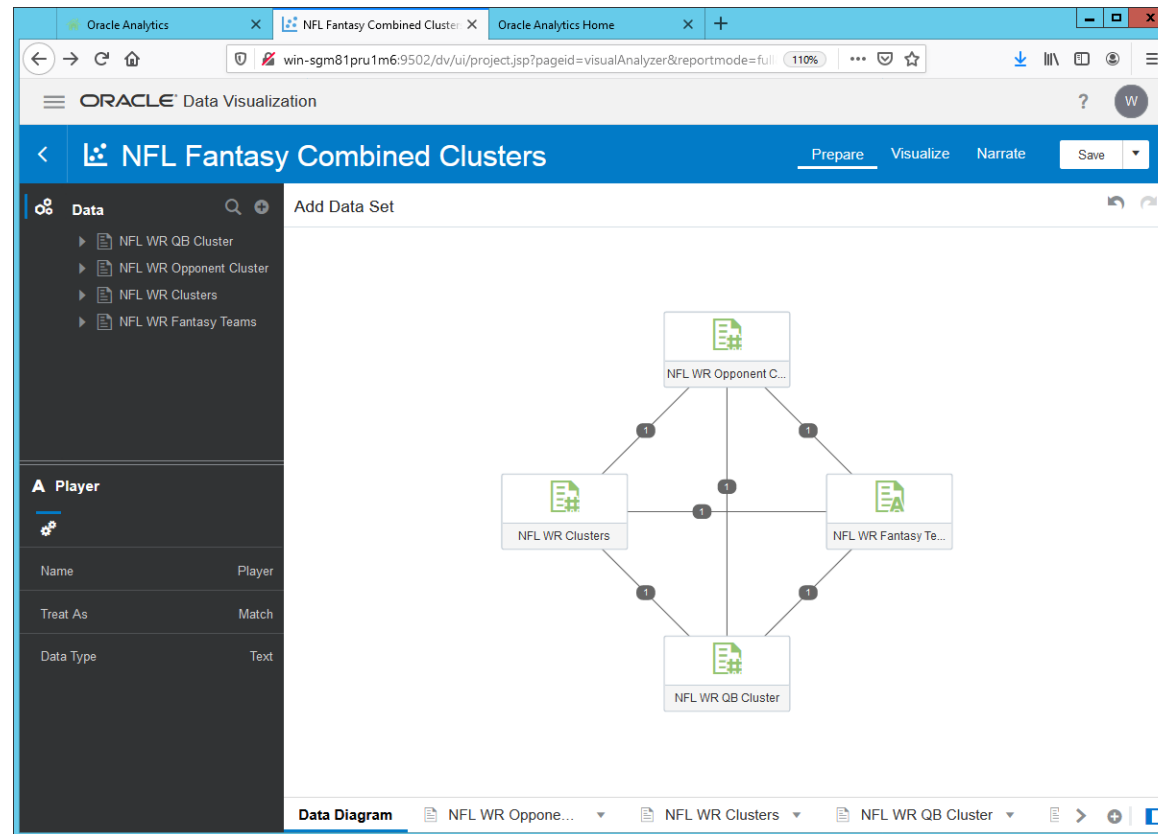 Oracle Analytics
NFL Fantasy Combined Cluster
Oracle Analytics Home
win-sgm81pru1m6:9502/dv/ui/project.jsp?pageid=visualAnalyzer&reportmode=full
110%
ORACLE® Data Visualization
?
W
NFL Fantasy Combined Clusters
Prepare
Visualize
Narrate
Save
Data
Add Data Set
NFL WR QB Cluster
NFL WR Opponent Cluster
NFL WR Clusters
NFL WR Fantasy Teams
NFL WR Opponent C...
1
1
1
1
NFL WR Clusters
NFL WR Fantasy Te...
1
1
NFL WR QB Cluster
A Player
Name Player
Treat As Match
Data Type Text
Data Diagram
NFL WR Oppone...
NFL WR Clusters
NFL WR QB Cluster